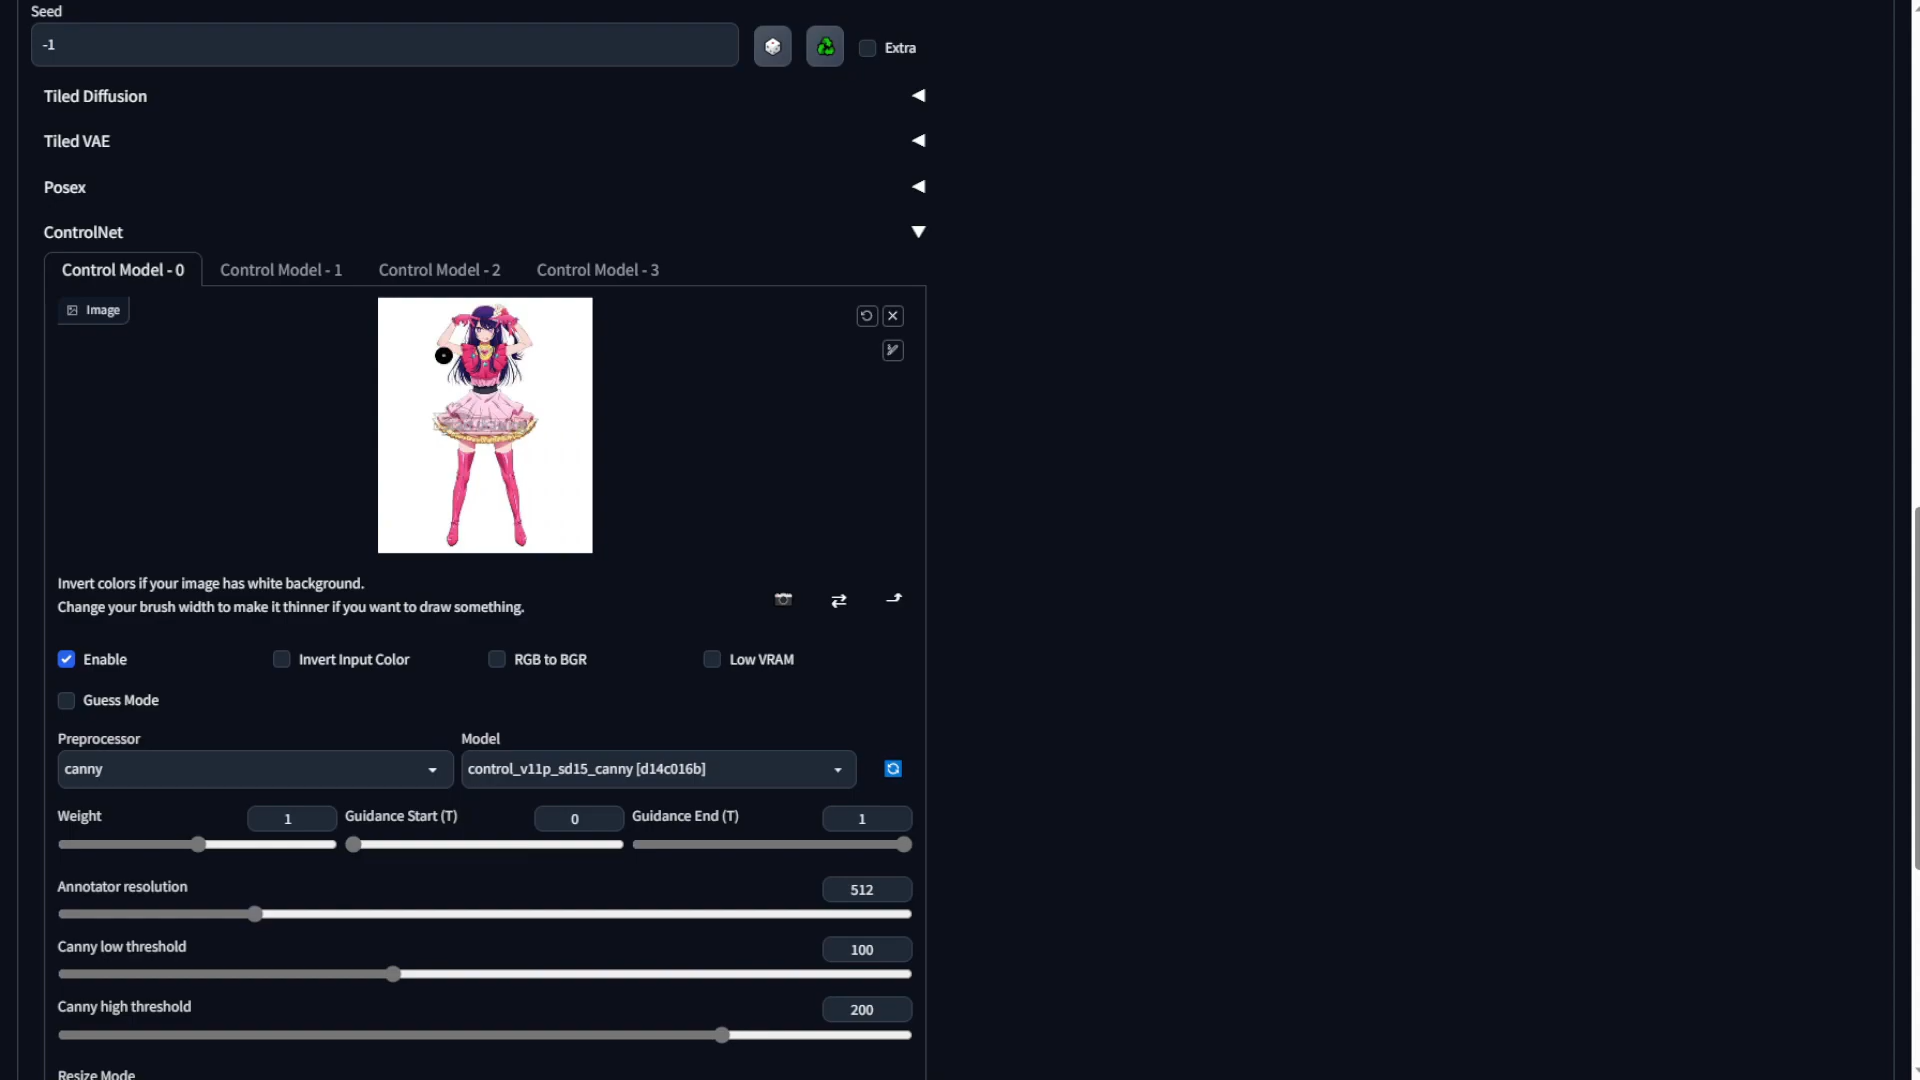 Seed
-1
Extra
Tiled Diffusion
Tiled VAE
Posex
ControlNet
Control Model - 0 Control Model - 1 Control Model - 2 Control Model - 3
Image
Invert colors if your image has white background.
Change your brush width to make it thinner if you want to draw something.
Enable Invert Input Color RGB to BGR Low VRAM
Guess Mode
Preprocessor Model
canny control_v11p_sd15_canny [d14c016b]
Weight 1 Guidance Start (T) 0 Guidance End (T) 1
Annotator resolution 512
Canny low threshold 100
Canny high threshold 200
Resize Mode